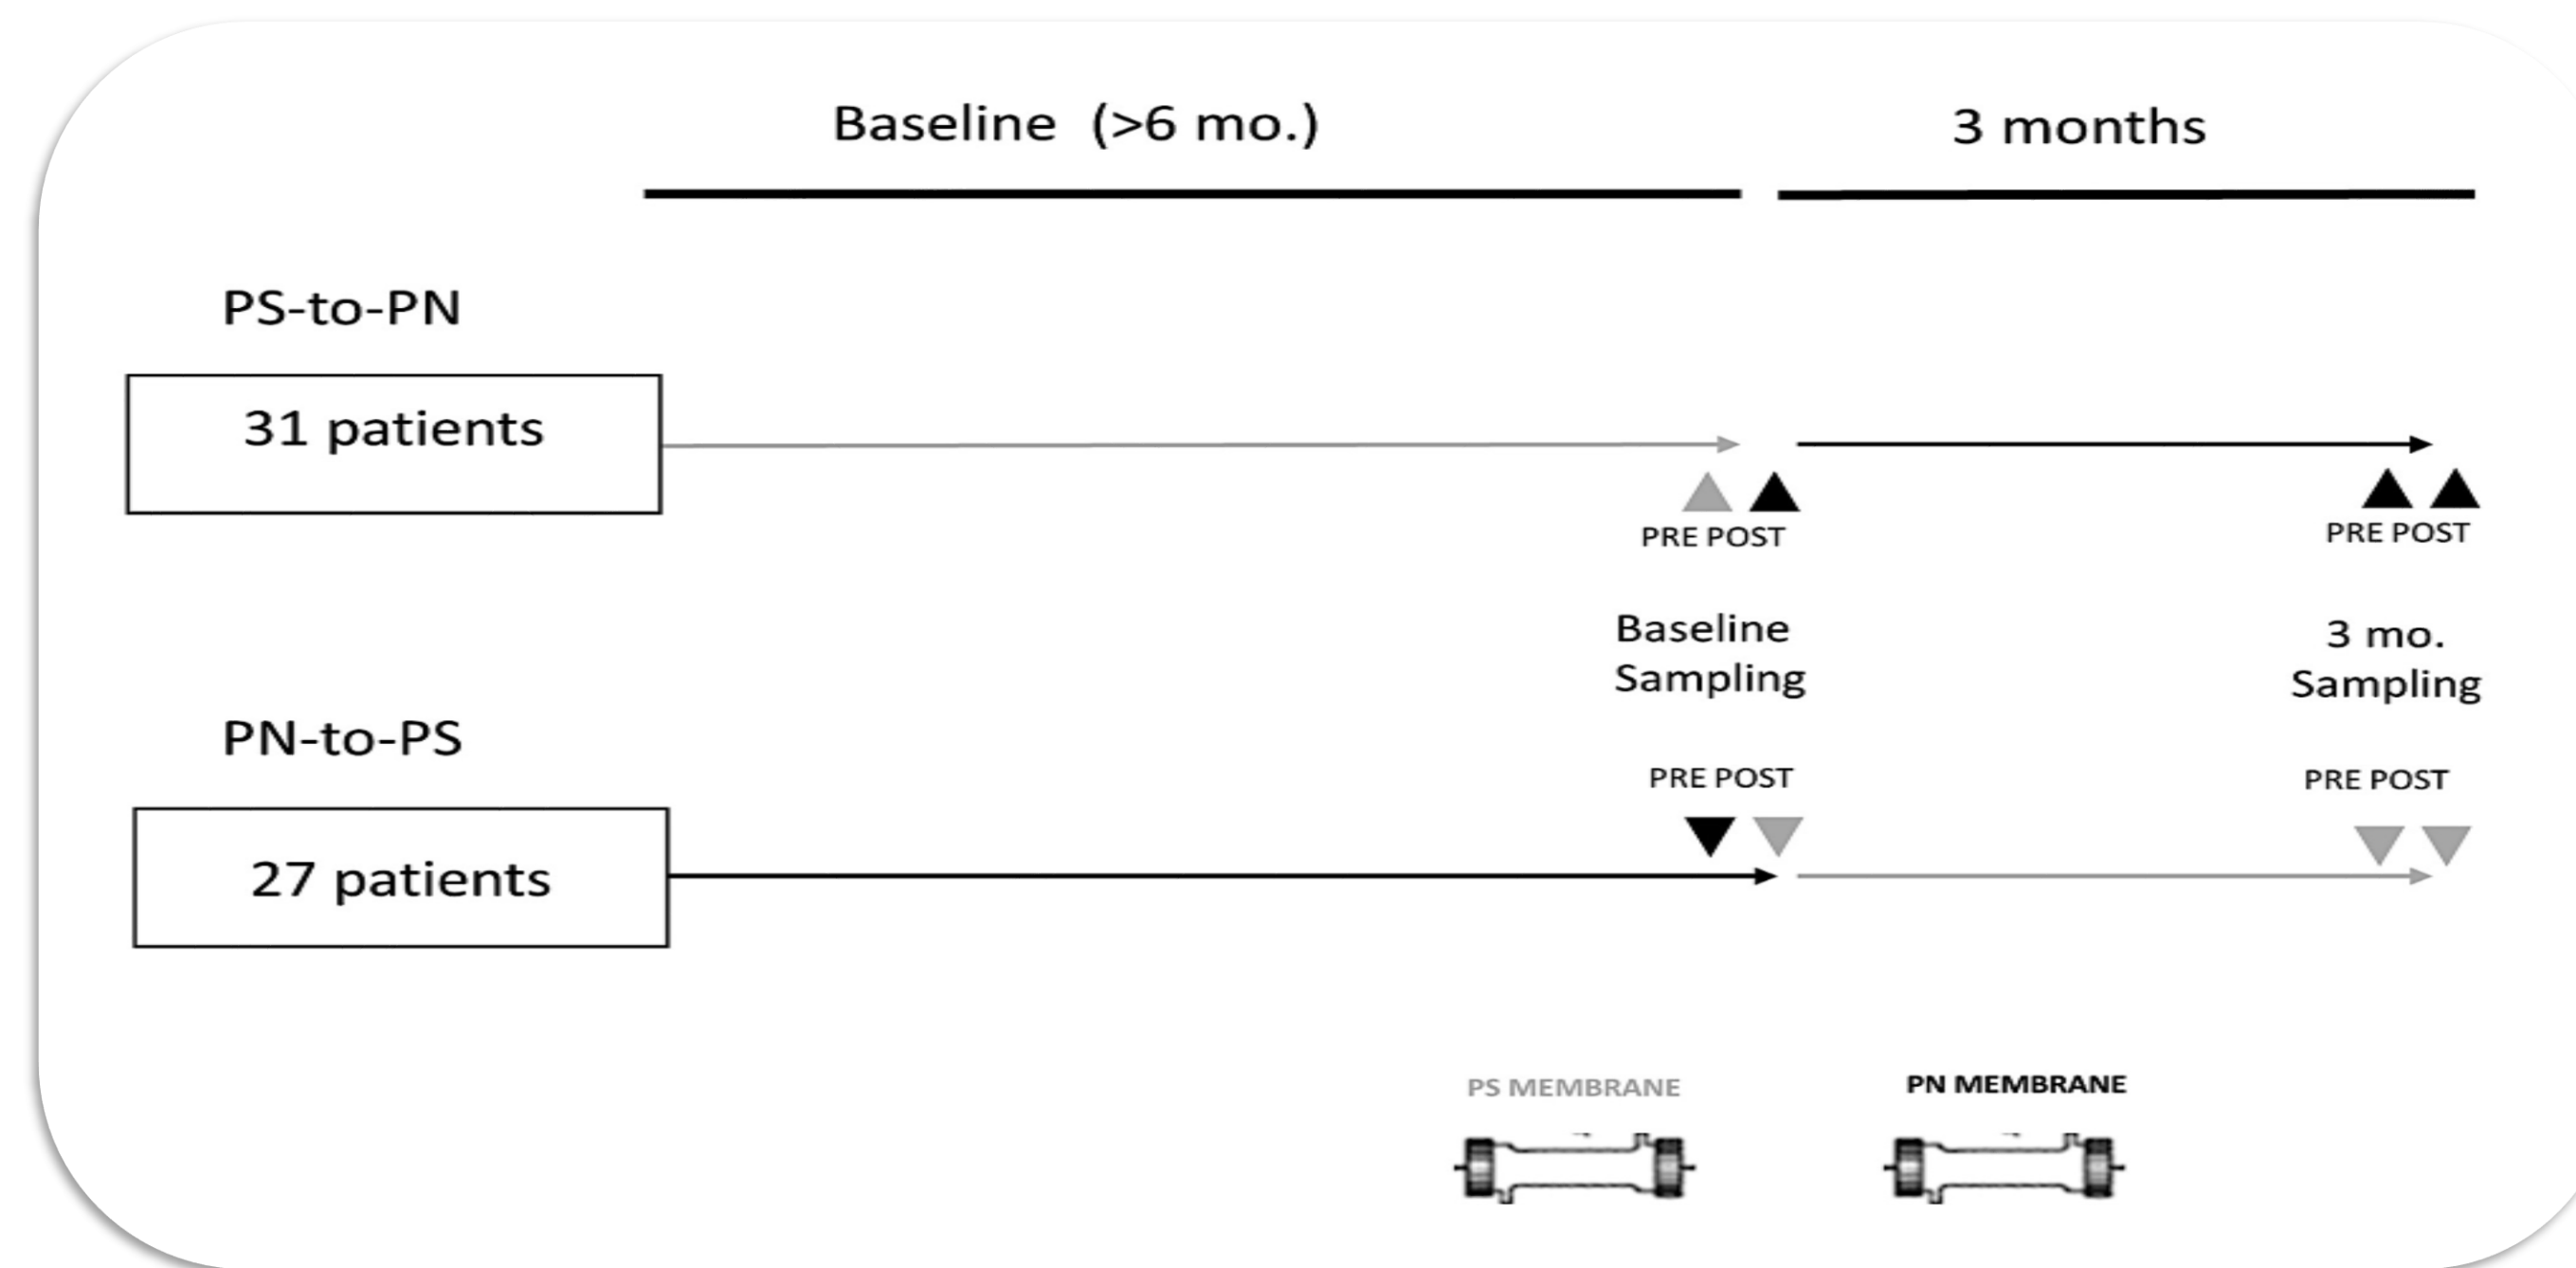 Baseline (>6 mo.)
3 months
PS-to-PN
31 patients
PRE POST
PRE POST
Baseline
Sampling
3 mo.
Sampling
PN-to-PS
27 patients
PRE POST
PRE POST
PS MEMBRANE
PN MEMBRANE